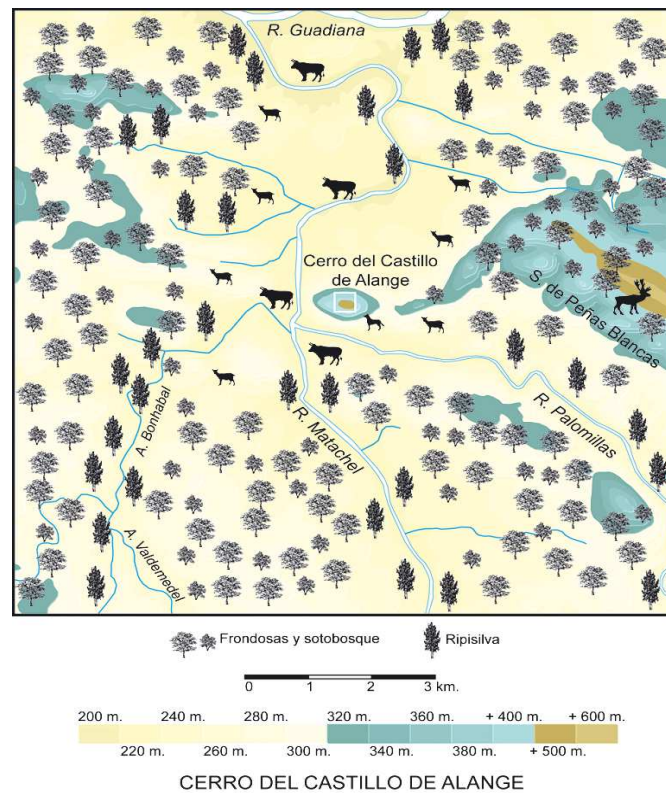 R. Guadiana
Cerro del Castillo
de Alange
S. de Peñas Blancas
R. Palomillas
R. Matachel
A. Bonhabal
A. Valdemedel
Frondosas y sotobosque
Ripisilva
0 1 2 3 km.
200 m. 240 m. 280 m. 320 m. 360 m. + 400 m. + 600 m.
220 m. 260 m. 300 m. 340 m. 380 m. + 500 m.
CERRO DEL CASTILLO DE ALANGE